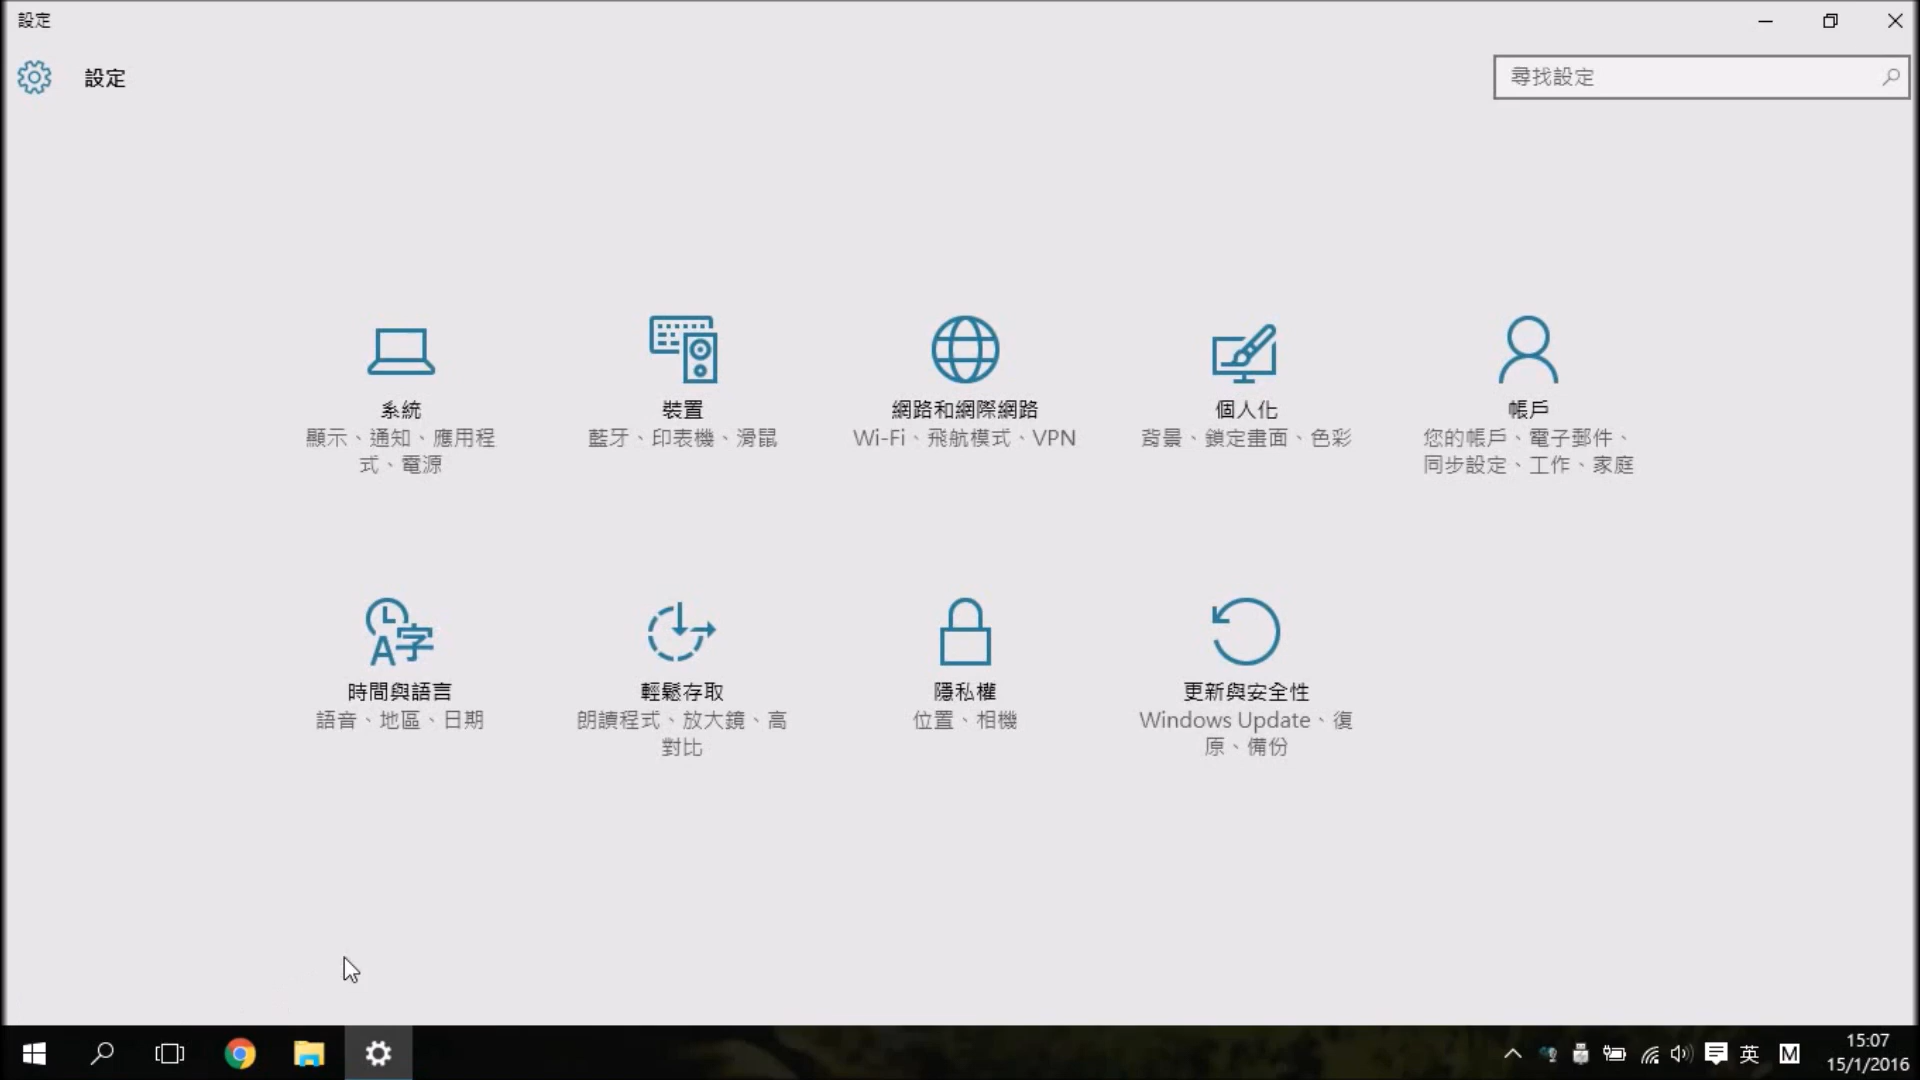 設定
設定
尋找設定
系統
顯示、通知、應用程
式、電源
裝置
藍牙、印表機、滑鼠
網路和網際網路
Wi-Fi、飛航模式、VPN
個人化
背景、鎖定畫面、色彩
帳戶
您的帳戶、電子郵件、
同步設定、工作、家庭
時間與語言
語音、地區、日期
輕鬆存取
朗讀程式、放大鏡、高
對比
隱私權
位置、相機
更新與安全性
Windows Update、復
原、備份
英
M
15:07
15/1/2016